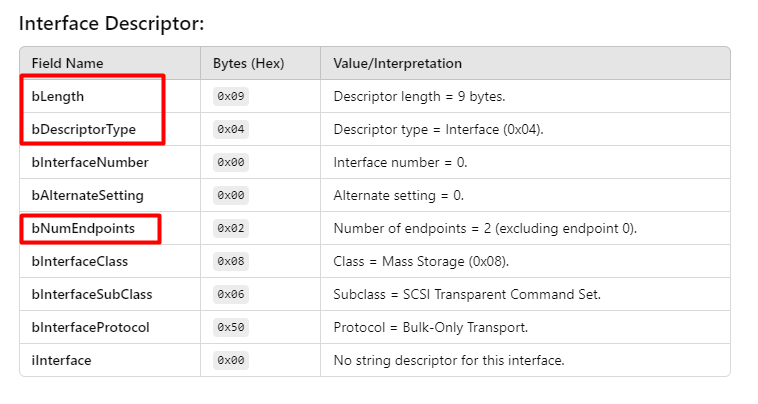 Interface Descriptor:
Field Name Bytes (Hex) Value/Interpretation
bLength 0x09 Descriptor length = 9 bytes.
bDescriptorType 0x04 Descriptor type = Interface (0x04).
bInterfaceNumber 0x00 Interface number = 0.
bAlternateSetting 0x00 Alternate setting = 0.
bNumEndpoints 0x02 Number of endpoints = 2 (excluding endpoint 0).
bInterfaceClass 0x08 Class = Mass Storage (0x08).
bInterfaceSubClass 0x06 Subclass = SCSI Transparent Command Set.
bInterfaceProtocol 0x50 Protocol = Bulk-Only Transport.
iInterface 0x00 No string descriptor for this interface.